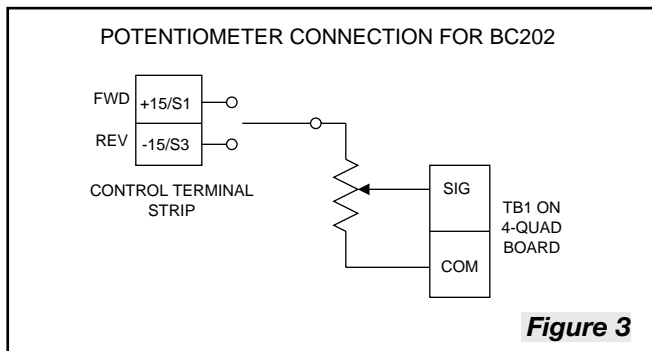 POTENTIOMETER CONNECTION FOR BC202
FWD +15/S1
REV -15/S3
CONTROL TERMINAL
STRIP
SIG
COM
TB1 ON
4-QUAD
BOARD
Figure 3